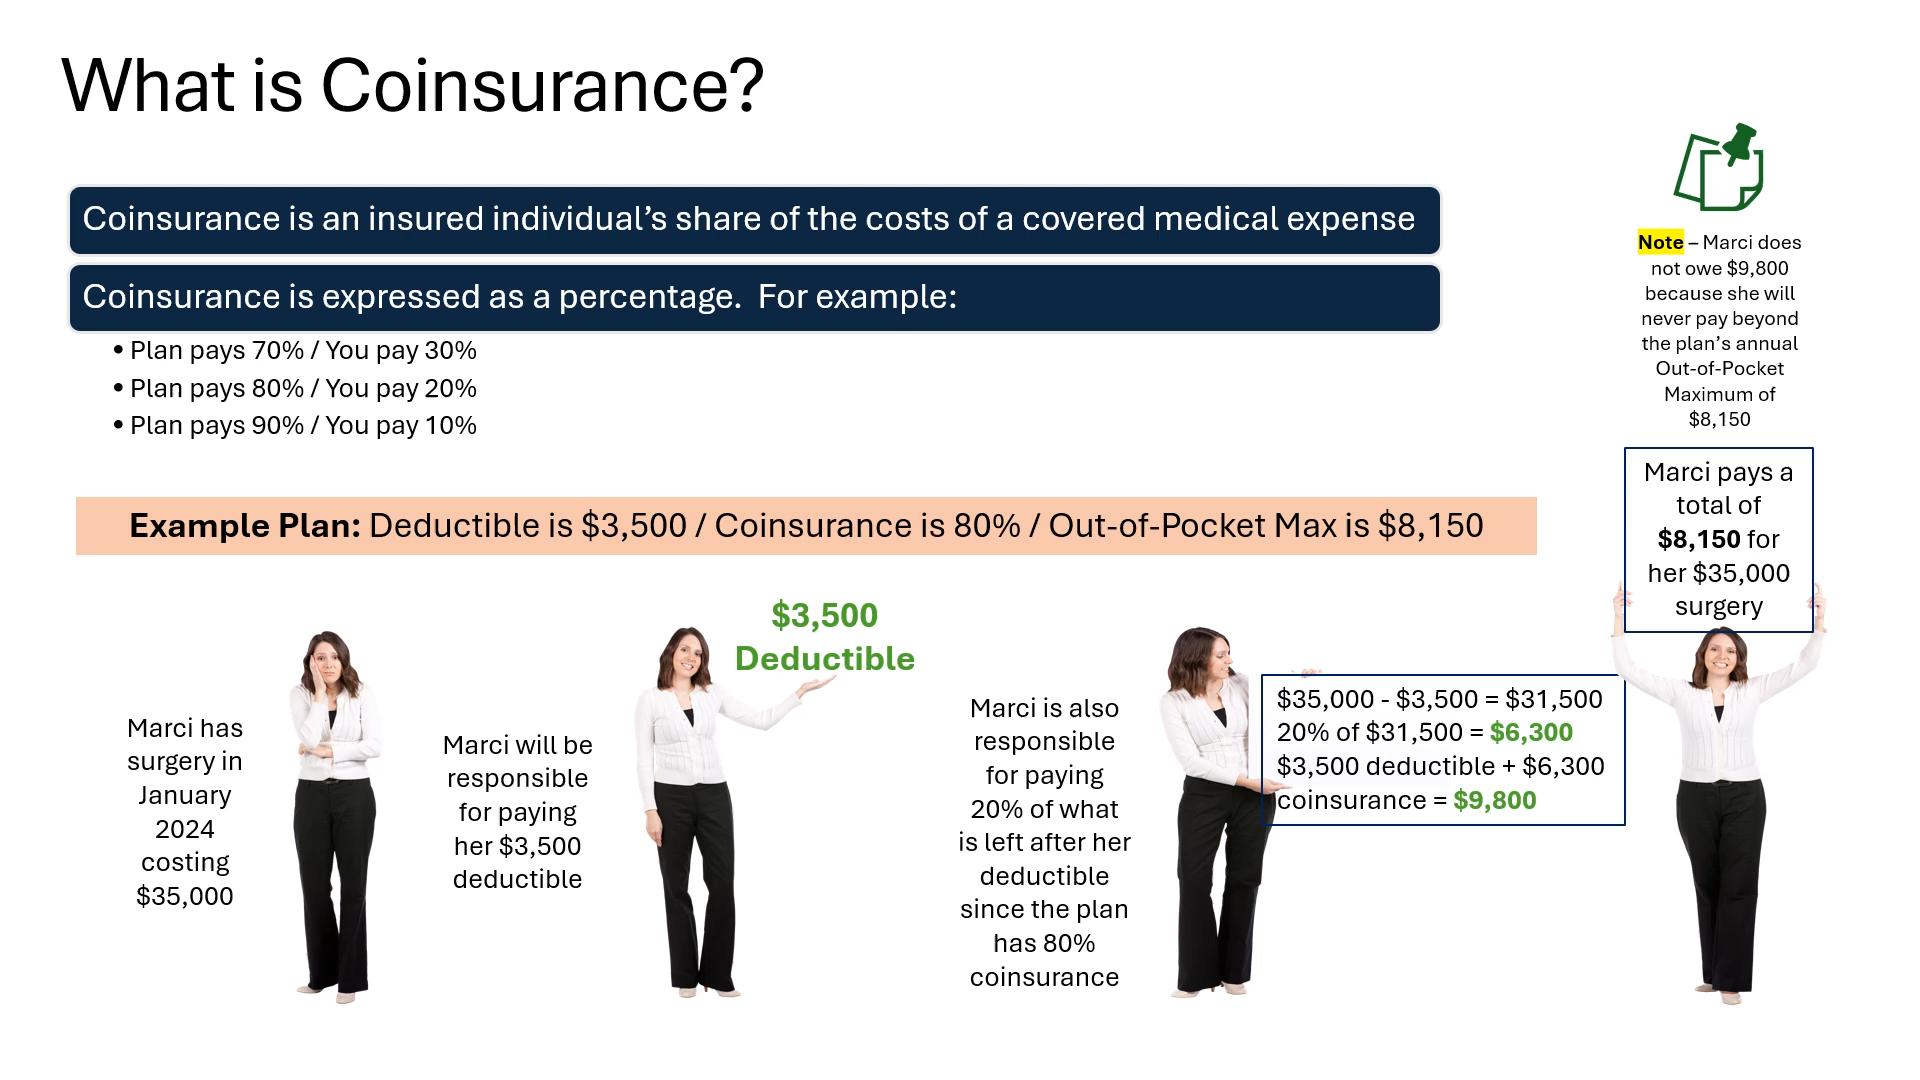 What is Coinsurance?
Coinsurance is an insured individual’s share of the costs of a covered medical expense
Coinsurance is expressed as a percentage.  For example:
• Plan pays 70% / You pay 30%
• Plan pays 80% / You pay 20%
• Plan pays 90% / You pay 10%
Example Plan: Deductible is $3,500 / Coinsurance is 80% / Out-of-Pocket Max is $8,150
Marci has
surgery in
January
2024
costing
$35,000
Marci will be
responsible
for paying
her $3,500
deductible
$3,500
Deductible
Marci is also
responsible
for paying
20% of what
is left after her
deductible
since the plan
has 80%
coinsurance
$35,000 - $3,500 = $31,500
20% of $31,500 = $6,300
$3,500 deductible + $6,300
coinsurance = $9,800
Note – Marci does
not owe $9,800
because she will
never pay beyond
the plan’s annual
Out-of-Pocket
Maximum of
$8,150
Marci pays a
total of
$8,150 for
her $35,000
surgery